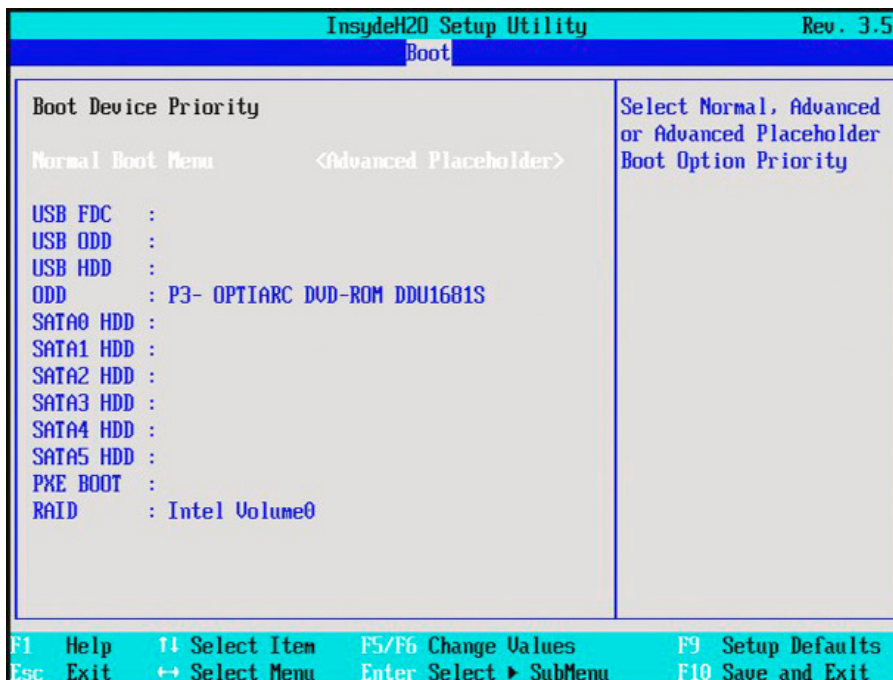 InsydeH20 Setup Utility Rev. 3.5
Boot
Boot Device Priority
Normal Boot Menu <Advanced Placeholder>
USB FDC :
USB ODD :
USB HDD :
ODD : P3- OPTIARC DVD-ROM DDU1681S
SATA0 HDD :
SATA1 HDD :
SATA2 HDD :
SATA3 HDD :
SATA4 HDD :
SATA5 HDD :
PXE BOOT :
RAID : Intel Volume0
Select Normal, Advanced
or Advanced Placeholder
Boot Option Priority
F1 Help ↑↓ Select Item F5/F6 Change Values F9 Setup Defaults
Esc Exit ↔ Select Menu Enter Select ▶ SubMenu F10 Save and Exit